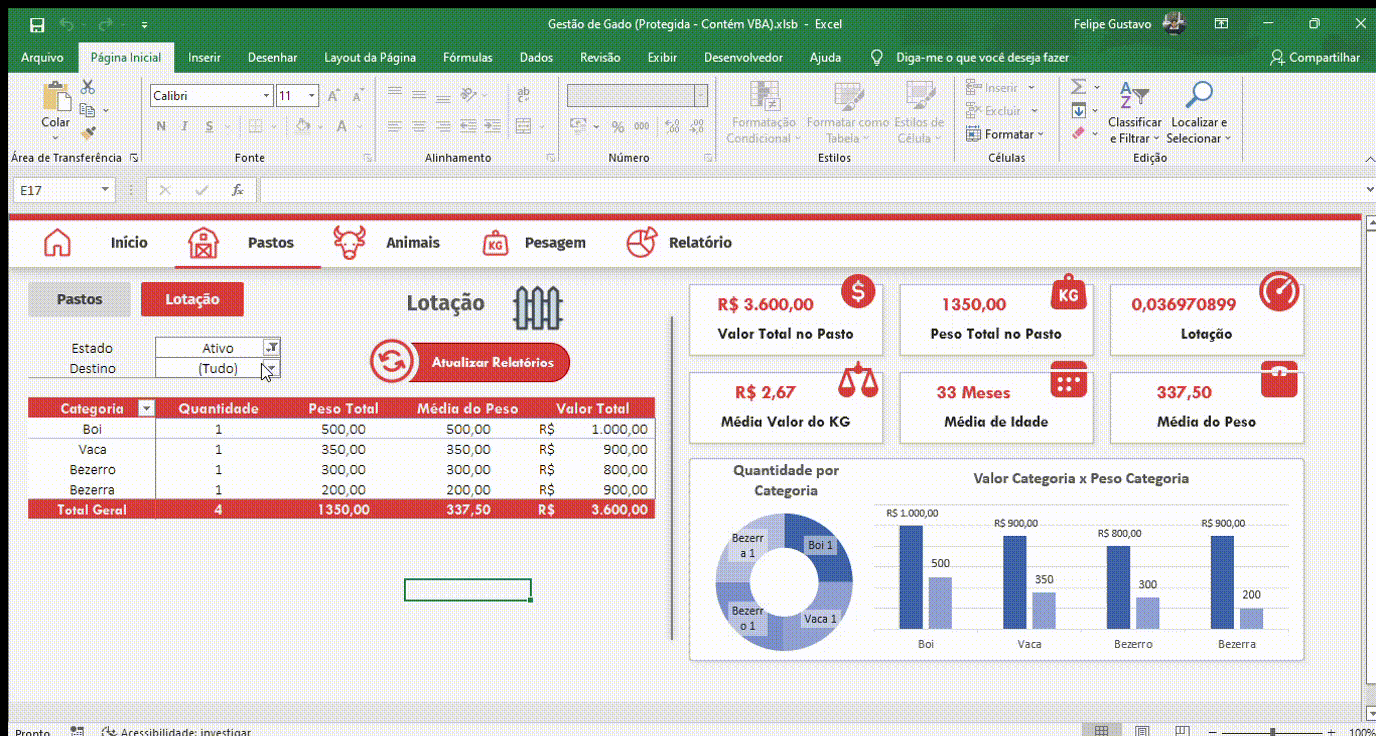 Gestão de Gado (Protegida - Contém VBA).xlsb - Excel
Felipe Gustavo
Arquivo Página Inicial Inserir Desenhar Layout da Página Fórmulas Dados Revisão Exibir Desenvolvedor Ajuda Diga-me o que você deseja fazer Compartilhar
Colar
Calibri 11
N I S
A A
A
ab
% 000
Formatação Condicional
Formatar como Tabela
Estilos de Célula
Inserir
Excluir
Formatar
Classificar e Filtrar
Localizar e Selecionar
Área de Transferência Fonte Alinhamento Número Estilos Células Edição
E17 fx
Início Pastos Animais KG Pesagem Relatório
Pastos Lotação
Lotação
Estado Ativo
Destino (Tudo)
Atualizar Relatórios
Categoria Quantidade Peso Total Média do Peso Valor Total
Boi 1 500,00 500,00 R$ 1.000,00
Vaca 1 350,00 350,00 R$ 900,00
Bezerro 1 300,00 300,00 R$ 800,00
Bezerra 1 200,00 200,00 R$ 900,00
Total Geral 4 1350,00 337,50 R$ 3.600,00
R$ 3.600,00 $
Valor Total no Pasto
1350,00 KG
Peso Total no Pasto
0,036970899
Lotação
R$ 2,67
Média Valor do KG
33 Meses
Média de Idade
337,50
Média do Peso
Quantidade por
Categoria
Bezerr
a 1
Boi 1
Bezerr
o 1
Vaca 1
Valor Categoria x Peso Categoria
R$ 1.000,00
R$ 900,00
R$ 800,00
R$ 900,00
500
350
300
200
Boi Vaca Bezerro Bezerra
Pronto Acessibilidade: investigar 100%